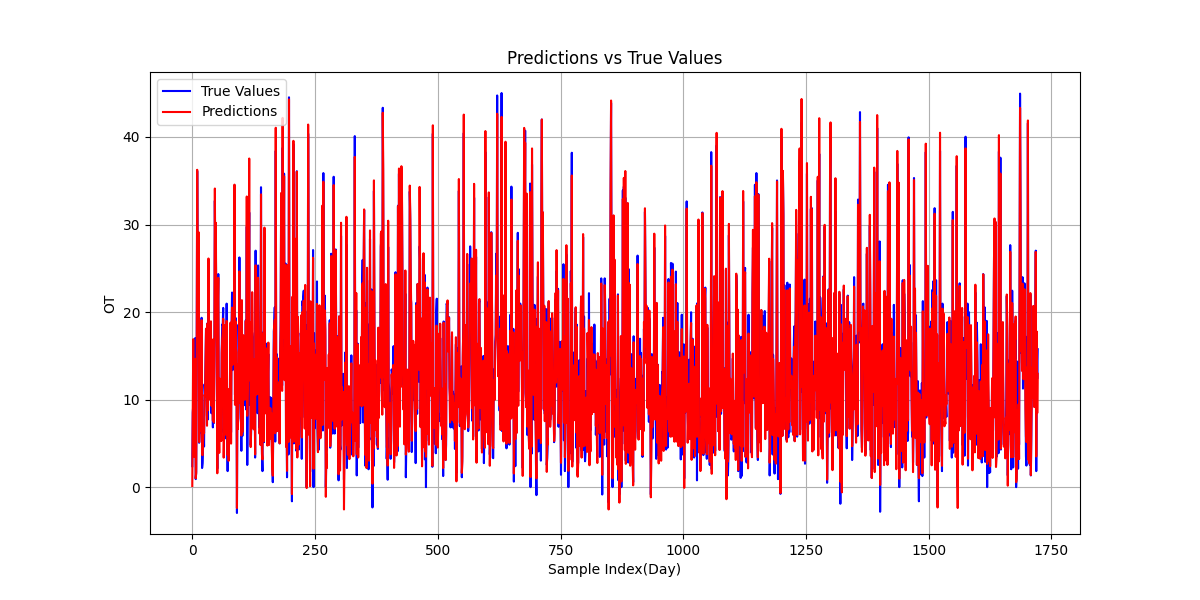 Predictions vs True Values
True Values
Predictions
OT
40
30
20
10
0
0 250 500 750 1000 1250 1500 1750
Sample Index(Day)